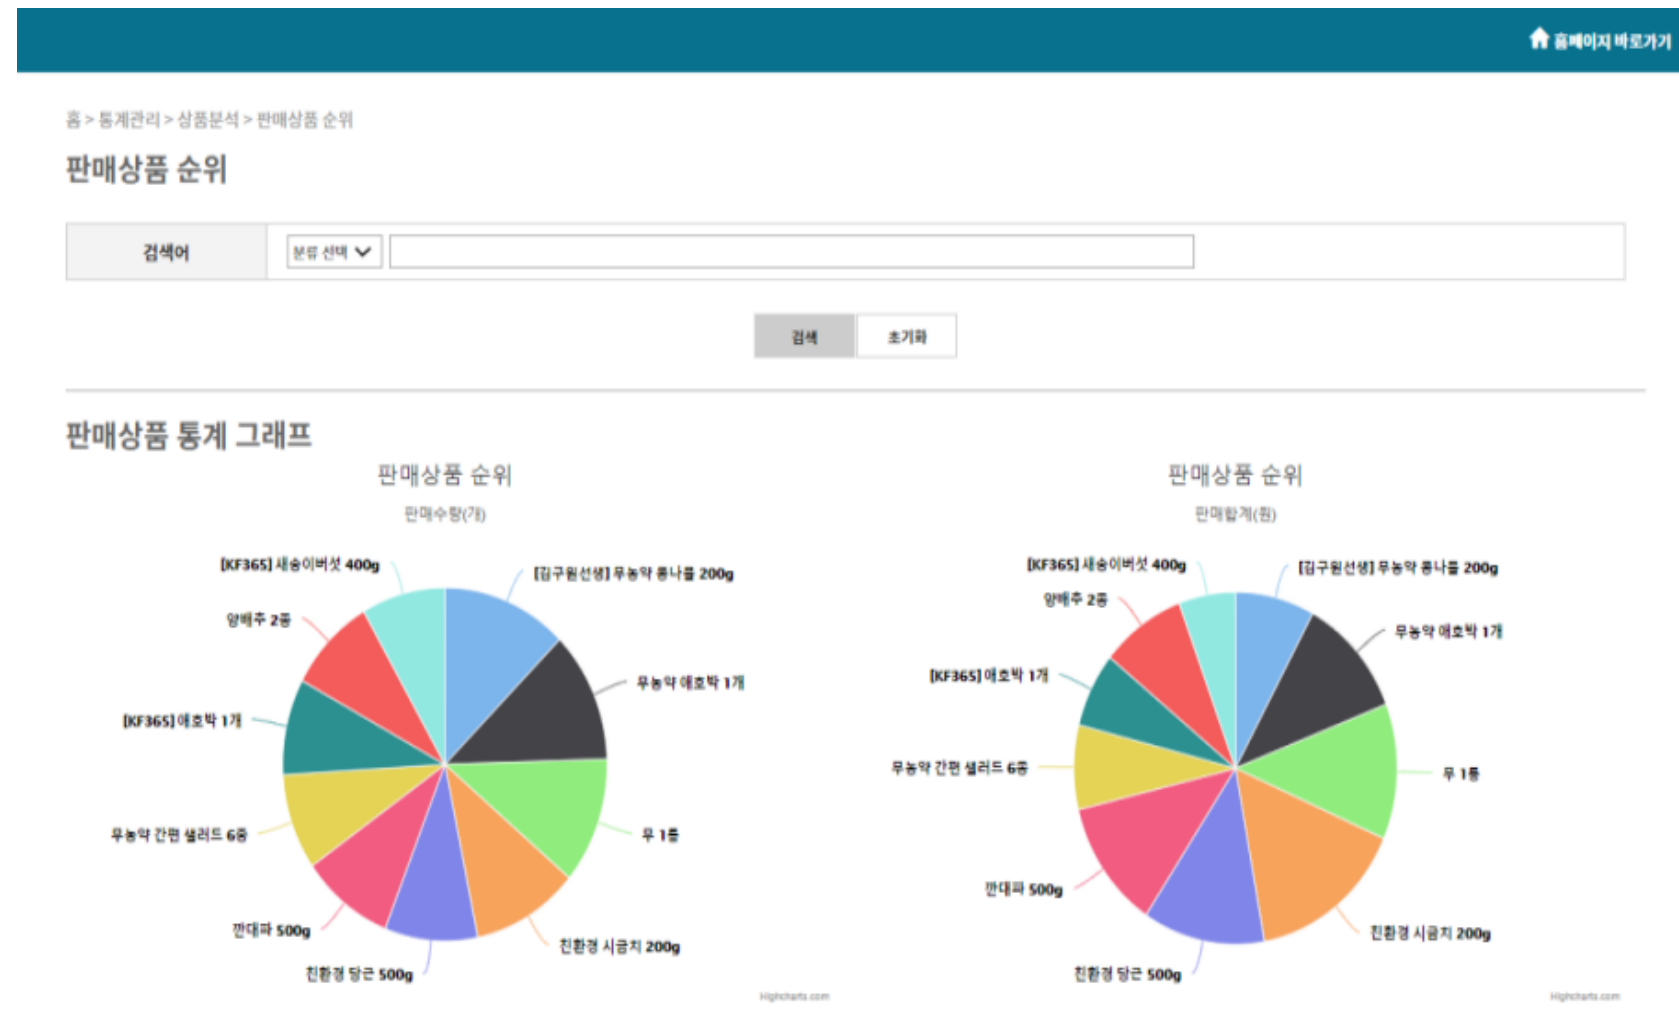 홈페이지 바로가기
홈 > 통계관리 > 상품분석 > 판매상품 순위
판매상품 순위
검색어
분류 선택
검색
초기화
판매상품 통계 그래프
판매상품 순위
판매수량(개)
[KF365] 새송이버섯 400g
[김구원선생] 무농약 콩나물 200g
양배추 2종
무농약 애호박 1개
[KF365] 애호박 1개
무농약 간편 샐러드 6종
무 1통
깐대파 500g
친환경 시금치 200g
친환경 당근 500g
Highcharts.com
판매상품 순위
판매합계(원)
[KF365] 새송이버섯 400g
[김구원선생] 무농약 콩나물 200g
양배추 2종
무농약 애호박 1개
[KF365] 애호박 1개
무농약 간편 샐러드 6종
무 1통
깐대파 500g
친환경 시금치 200g
친환경 당근 500g
Highcharts.com